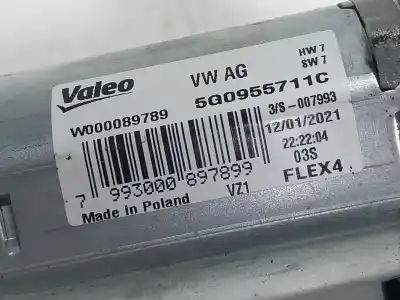 Valeo VW AG HW 7
SW 7
W000089789 5G0955711C
3/S-007993
12/01/2021
22:22:04
03S
7 993000 897899 VZ1 FLEX4
Made in Poland